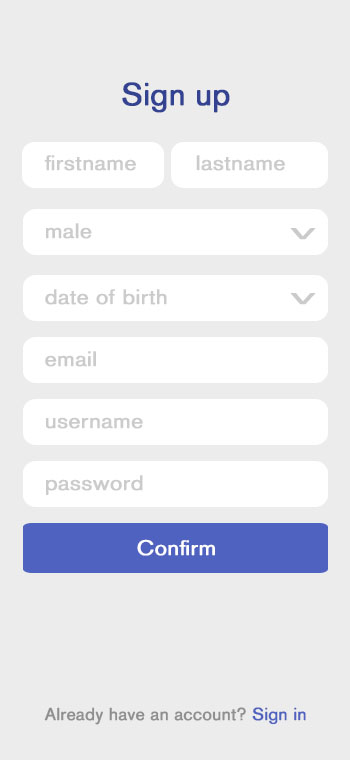 Sign up
firstname lastname
male
date of birth
email
username
password
Confirm
Already have an account? Sign in